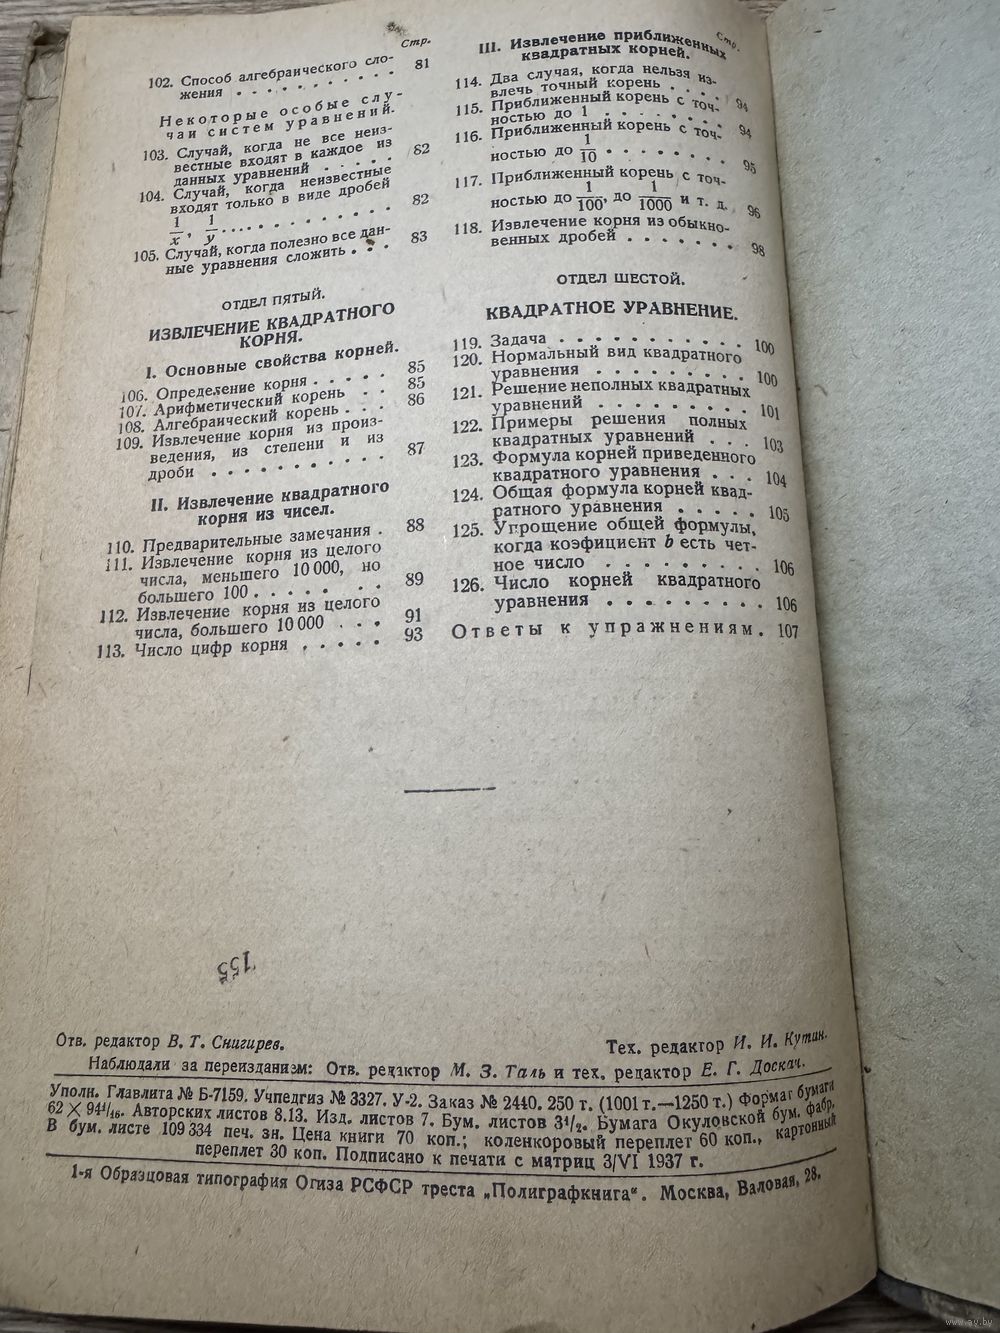 Стр.
102. Способ алгебраического сло-
жения . . . . . . . . . . . 81
Некоторые особые слу-
чаи систем уравнений.
103. Случай, когда не все неиз-
вестные входят в каждое из
данных уравнений . . . . . 82
104. Случай, когда неизвестные
входят только в виде дробей
1/x, 1/y . . . . . . . . . . . 82
105. Случай, когда полезно все дан-
ные уравнения сложить . . . 83
ОТДЕЛ ПЯТЫЙ.
ИЗВЛЕЧЕНИЕ КВАДРАТНОГО
КОРНЯ.
I. Основные свойства корней.
106. Определение корня . . . . . 85
107. Арифметический корень . . 85
108. Алгебраический корень . . . 86
109. Извлечение корня из произ-
ведения, из степени и из
дроби . . . . . . . . . . . 87
II. Извлечение квадратного
корня из чисел.
110. Предварительные замечания . 88
111. Извлечение корня из целого
числа, меньшего 10 000, но
большего 100 . . . . . . . 89
112. Извлечение корня из целого
числа, большего 10 000 . . . 91
113. Число цифр корня . . . . . 93
Стр.
III. Извлечение приближенных
квадратных корней.
114. Два случая, когда нельзя из-
влечь точный корень . . . . 94
115. Приближенный корень с точ-
ностью до 1 . . . . . . . . 94
116. Приближенный корень с точ-
ностью до 1/10 . . . . . . . . 95
117. Приближенный корень с точ-
ностью до 1/100, до 1/1000 и т. д. 96
118. Извлечение корня из обыкно-
венных дробей . . . . . . . 98
ОТДЕЛ ШЕСТОЙ.
КВАДРАТНОЕ УРАВНЕНИЕ.
119. Задача . . . . . . . . . . 100
120. Нормальный вид квадратного
уравнения . . . . . . . . . 100
121. Решение неполных квадратных
уравнений . . . . . . . . . 101
122. Примеры решения полных
квадратных уравнений . . . 103
123. Формула корней приведенного
квадратного уравнения . . . 104
124. Общая формула корней квад-
ратного уравнения . . . . . 105
125. Упрощение общей формулы,
когда коэфициент b есть чет-
ное число . . . . . . . . . 106
126. Число корней квадратного
уравнения . . . . . . . . . 106
Ответы к упражнениям. 107
155
Отв. редактор В. Т. Снигирев.
Тех. редактор И. И. Кутин.
Наблюдали за переизданием: Отв. редактор М. З. Таль и тех. редактор Е. Г. Доскач.
Уполн. Главлита № Б-7159. Учпедгиз № 3327. У-2. Заказ № 2440. 250 т. (1001 т.—1250 т.) Формат бумаги
62 × 94¹/₁₆. Авторских листов 8.13. Изд. листов 7. Бум. листов 3¹/₂. Бумага Окуловской бум. фабр.
В бум. листе 109 334 печ. зн. Цена книги 70 коп.; коленкоровый переплет 60 коп., картонный
переплет 30 коп. Подписано к печати с матриц 3/VI 1937 г.
1-я Образцовая типография Огиза РСФСР треста „Полиграфкнига“. Москва, Валовая, 28.
www.ay.by